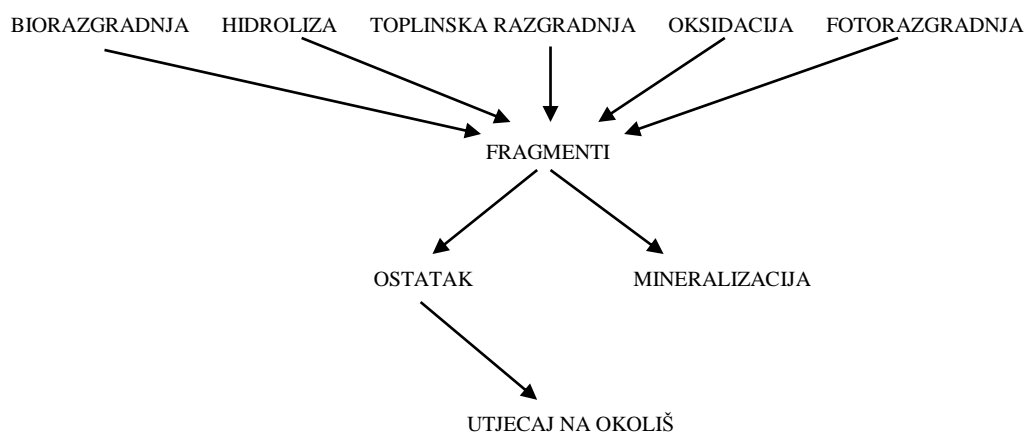 BIORAZGRADNJA HIDROLIZA TOPLINSKA RAZGRADNJA OKSIDACIJA FOTORAZGRADNJA
FRAGMENTI
OSTATAK MINERALIZACIJA
UTJECAJ NA OKOLIŠ